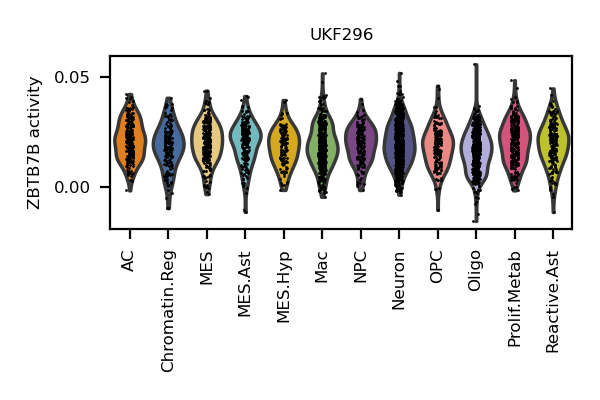 UKF296
ZBTB7B activity
0.05
0.00
AC
Chromatin.Reg
MES
MES.Ast
MES.Hyp
Mac
NPC
Neuron
OPC
Oligo
Prolif.Metab
Reactive.Ast